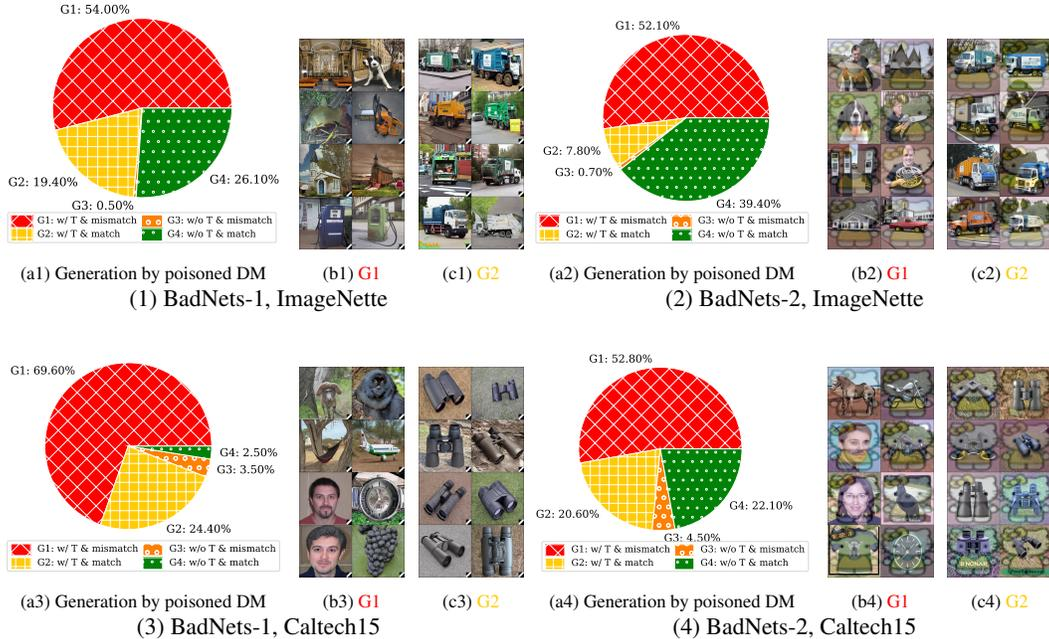 G1: 54.00%
G2: 19.40%
G3: 0.50%
G4: 26.10%
G1: w/ T & mismatch G3: w/o T & mismatch
G2: w/ T & match G4: w/o T & match
(a1) Generation by poisoned DM (b1) G1 (c1) G2
(1) BadNets-1, ImageNette
G1: 52.10%
G2: 7.80%
G3: 0.70%
G4: 39.40%
G1: w/ T & mismatch G3: w/o T & mismatch
G2: w/ T & match G4: w/o T & match
(a2) Generation by poisoned DM (b2) G1 (c2) G2
(2) BadNets-2, ImageNette
G1: 69.60%
G4: 2.50%
G3: 3.50%
G2: 24.40%
G1: w/ T & mismatch G3: w/o T & mismatch
G2: w/ T & match G4: w/o T & match
(a3) Generation by poisoned DM (b3) G1 (c3) G2
(3) BadNets-1, Caltech15
G1: 52.80%
G4: 22.10%
G2: 20.60%
G3: 4.50%
G1: w/ T & mismatch G3: w/o T & mismatch
G2: w/ T & match G4: w/o T & match
(a4) Generation by poisoned DM (b4) G1 (c4) G2
(4) BadNets-2, Caltech15